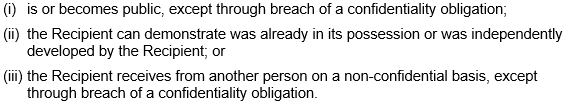 (i) is or becomes public, except through breach of a confidentiality obligation;
(ii) the Recipient can demonstrate was already in its possession or was independently
developed by the Recipient; or
(iii) the Recipient receives from another person on a non-confidential basis, except
through breach of a confidentiality obligation.